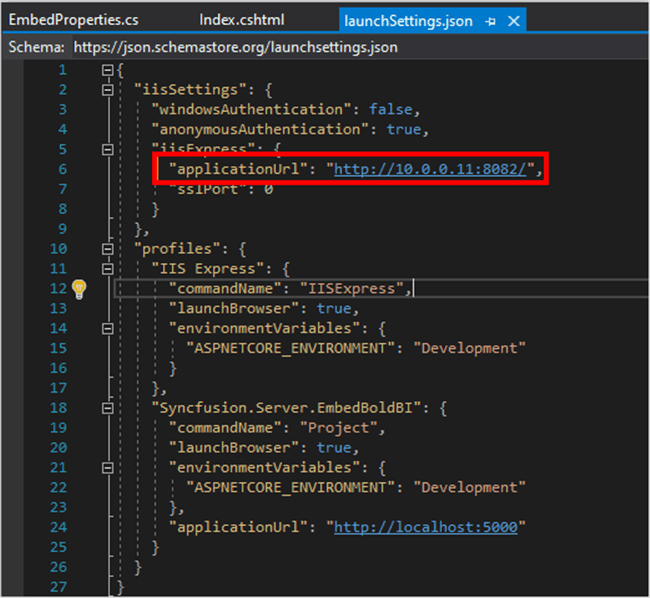 EmbedProperties.cs Index.cshtml launchSettings.json
Schema: https://json.schemastore.org/launchsettings.json
1 {
2 "iisSettings": {
3 "windowsAuthentication": false,
4 "anonymousAuthentication": true,
5 "iisExpress": {
6 "applicationUrl": "http://10.0.0.11:8082/",
7 "sslPort": 0
8 }
9 },
10 "profiles": {
11 "IIS Express": {
12 "commandName": "IISExpress",
13 "launchBrowser": true,
14 "environmentVariables": {
15 "ASPNETCORE_ENVIRONMENT": "Development"
16 }
17 },
18 "Syncfusion.Server.EmbedBoldBI": {
19 "commandName": "Project",
20 "launchBrowser": true,
21 "environmentVariables": {
22 "ASPNETCORE_ENVIRONMENT": "Development"
23 },
24 "applicationUrl": "http://localhost:5000"
25 }
26 }
27 }